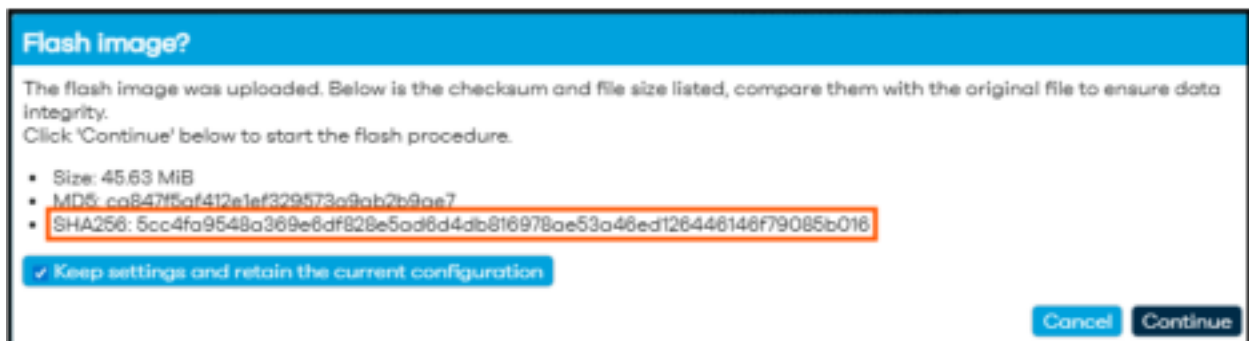 Flash image?
The flash image was uploaded. Below is the checksum and file size listed, compare them with the original file to ensure data
integrity.
Click 'Continue' below to start the flash procedure.
• Size: 45.63 MiB
• MD5: ca847f5af412e1ef329573a9ab2b9ae7
• SHA256: 5cc4fa9548a369e6df828e5ad6d4db816978ae53a46ed126446146f79085b016
Keep settings and retain the current configuration
Cancel Continue